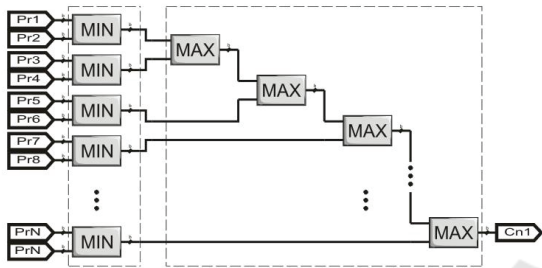 Pr1
Pr2
MIN
MAX
Pr3
Pr4
MIN
Pr5
Pr6
MIN
MAX
Pr7
Pr8
MIN
MAX
PrN
PrN
MIN
MAX
Cn1